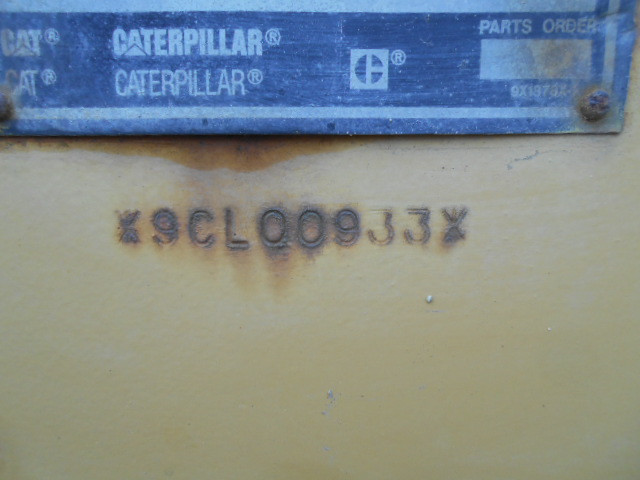 CAT® CATERPILLAR® PARTS ORDER
CAT® CATERPILLAR® C®
*9CL00933*